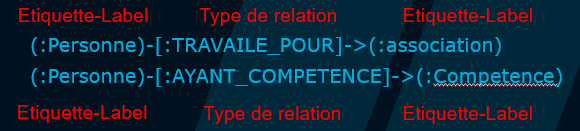 Etiquette-Label Type de relation Etiquette-Label
(:Personne)-[:TRAVAILE_POUR]->(:association)
(:Personne)-[:AYANT_COMPETENCE]->(:Competence)
Etiquette-Label Type de relation Etiquette-Label